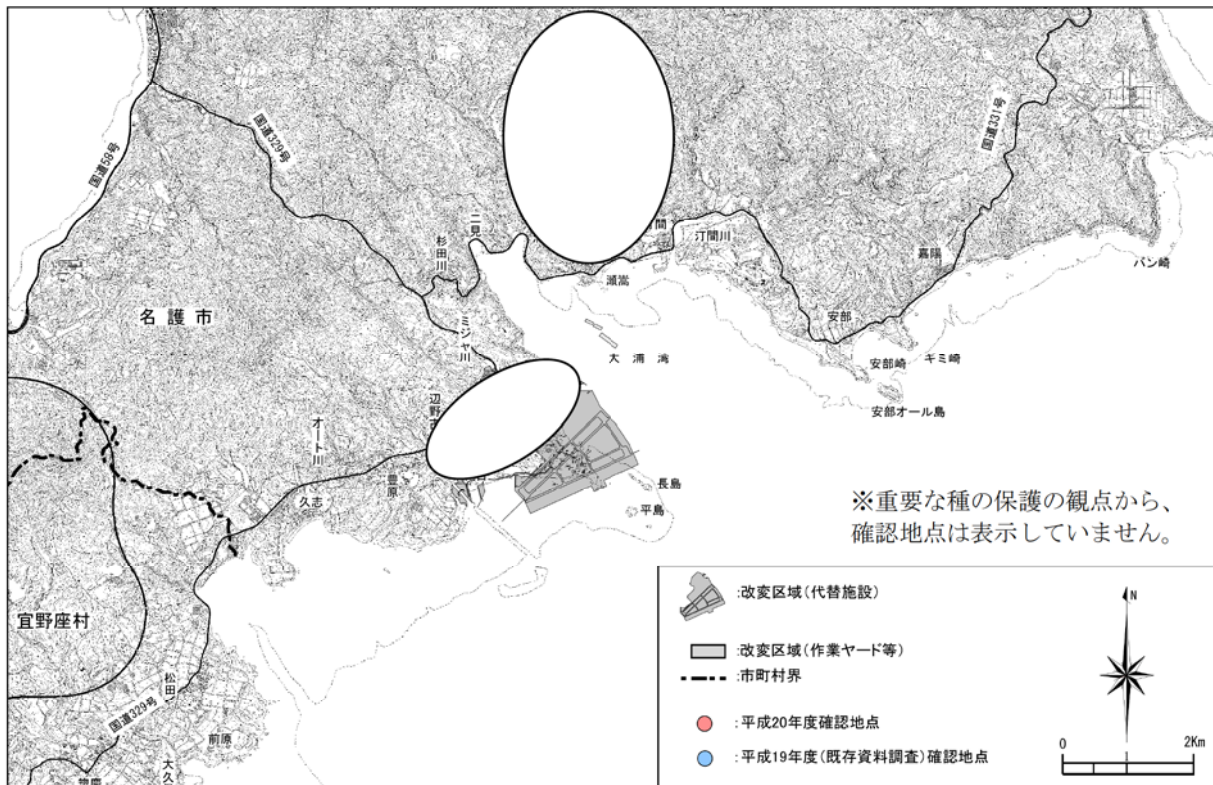 国道58号
国道329号
国道331号
二見
杉田川
間
汀間川
嘉陽
バン崎
瀬嵩
名護市
ミジャ川
大浦湾
安部
安部崎
ギミ崎
安部オール島
オート川
豊原
久志
長島
平島
※重要な種の保護の観点から、
確認地点は表示していません。
:改変区域(代替施設)
:改変区域(作業ヤード等)
:市町村界
:平成20年度確認地点
:平成19年度(既存資料調査)確認地点
N
0 2Km
宜野座村
松田
国道329号
前原
大久